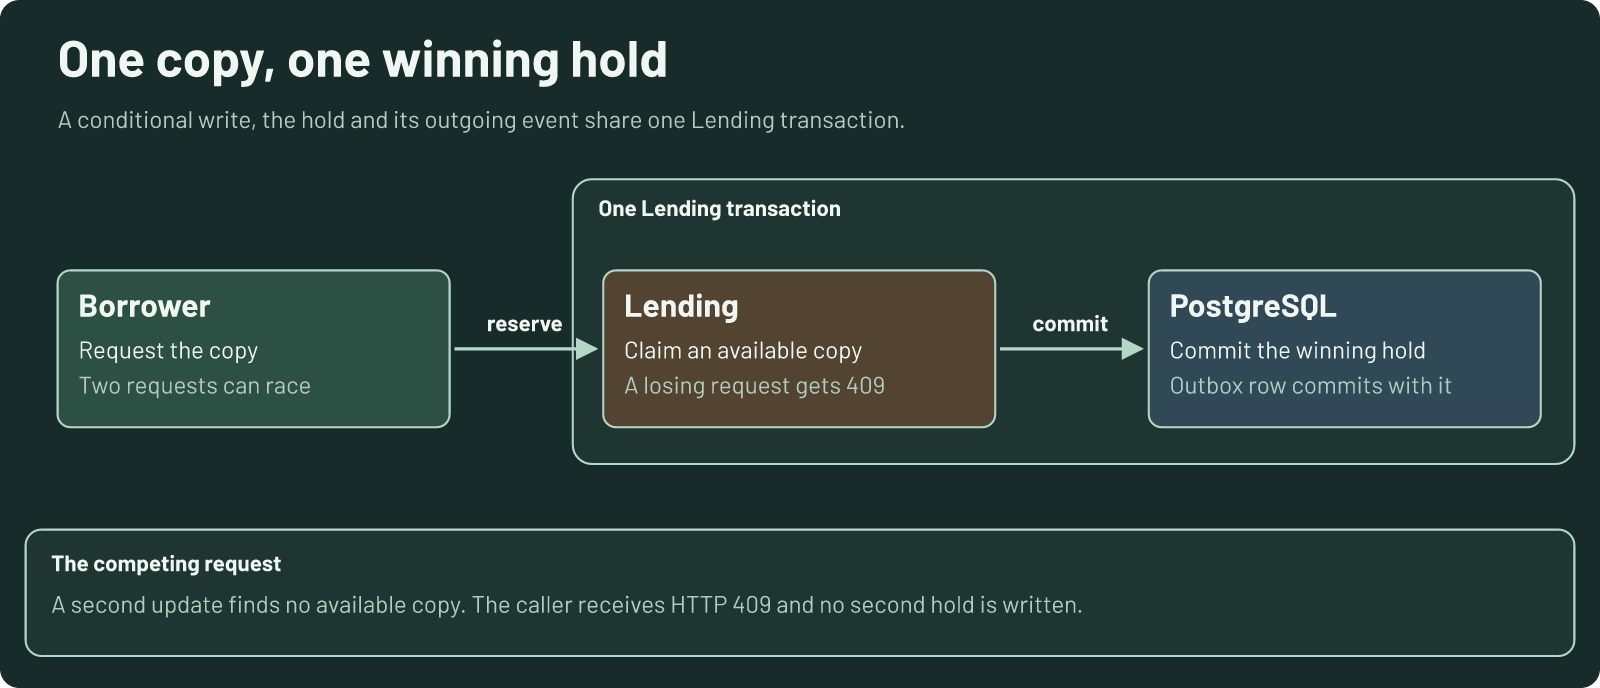 One copy, one winning hold
A conditional write, the hold and its outgoing event share one Lending transaction.
One Lending transaction
Borrower
Request the copy
Two requests can race
reserve
Lending
Claim an available copy
A losing request gets 409
commit
PostgreSQL
Commit the winning hold
Outbox row commits with it
The competing request
A second update finds no available copy. The caller receives HTTP 409 and no second hold is written.